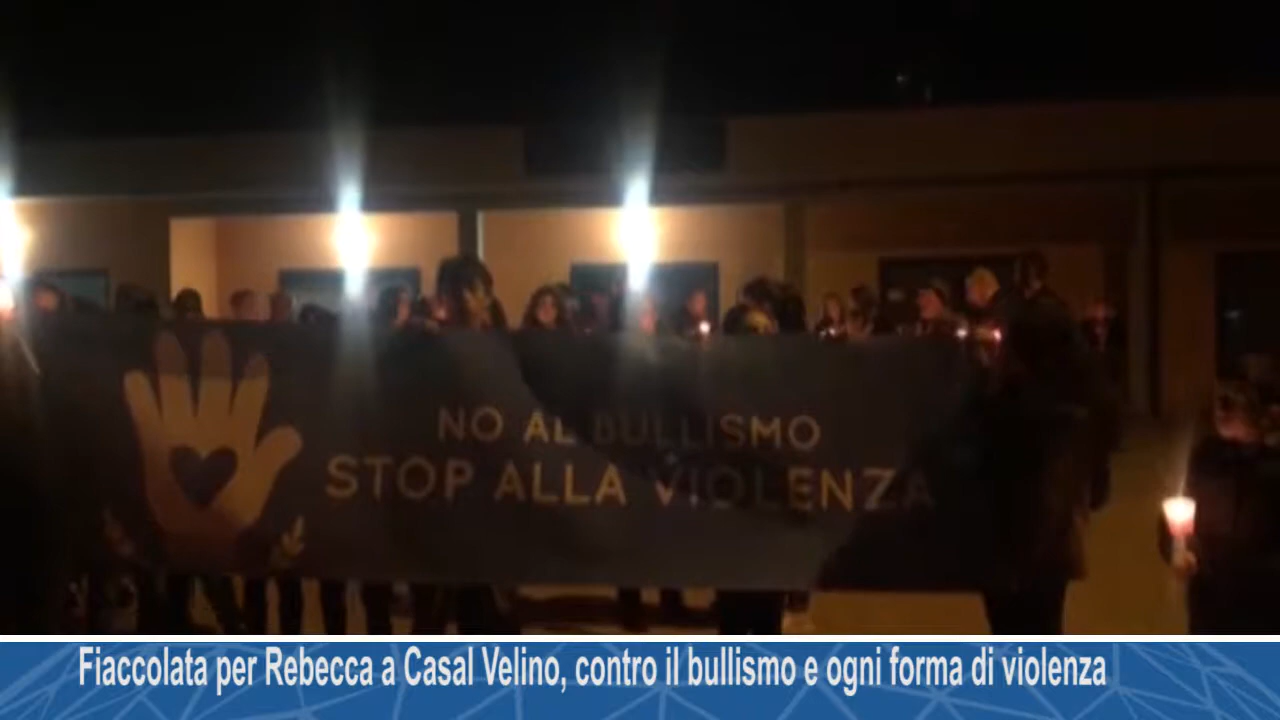 NO AL BULLISMO
STOP ALLA VIOLENZA
Fiaccolata per Rebecca a Casal Velino, contro il bullismo e ogni forma di violenza